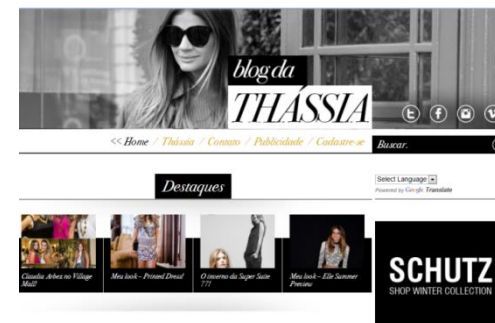 blog da
THÁSSIA
<< Home / Thássia / Contato / Publicidade / Cadastre-se
Buscar.
Select Language
Powered by Google Translate
Destaques
Claudia Arbex no Village
Mall!
Meu look – Printed Dress!
O inverno da Super Suite
77!
Meu look – Elle Summer
Preview
SCHUTZ
SHOP WINTER COLLECTION